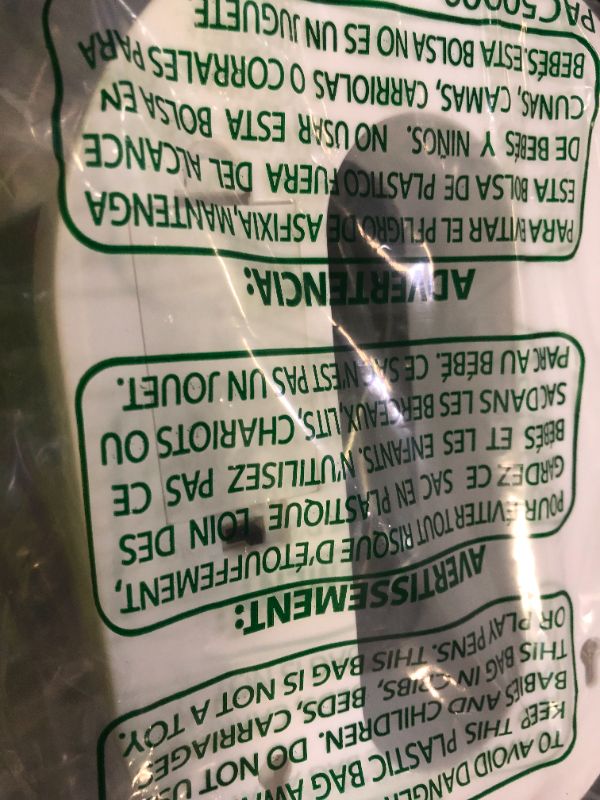 TO AVOID DANGER
KEEP THIS PLASTIC BAG
BABIES AND CHILDREN. DO NOT
THIS BAG IN CRIBS, BEDS, CARRIAGES
OR PLAY PENS. THIS BAG IS NOT A TOY.
AVERTISSEMENT:
POUR ÉVITER TOUT RISQUE D'ÉTOUFFEMENT,
GARDEZ CE SAC EN PLASTIQUE LOIN DES
BÉBÉS ET LES ENFANTS. N'UTILISEZ PAS CE
SAC DANS LES BERCEAUX, LITS, CHARIOTS OU
PARC AU BÉBÉ. CE SAC N'EST PAS UN JOUET.
ADVERTENCIA:
PARA EVITAR EL PELIGRO DE ASFIXIA, MANTENGA
ESTA BOLSA DE PLASTICO FUERA DEL ALCANCE
DE BEBÉS Y NIÑOS. NO USAR ESTA BOLSA EN
CUNAS, CAMAS, CARRIOLAS O CORRALES PARA
BEBÉS.ESTA BOLSA NO ES UN JUGUETE.